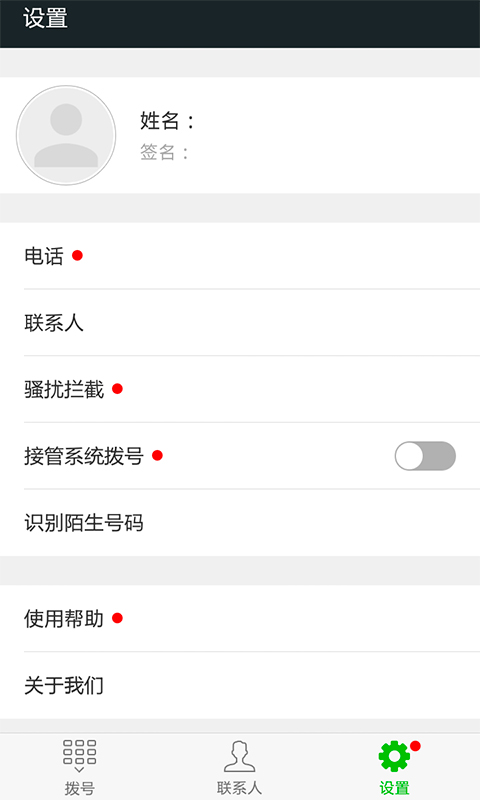 设置
姓名：
签名：
电话
联系人
骚扰拦截
接管系统拨号
识别陌生号码
使用帮助
关于我们
拨号
联系人
设置